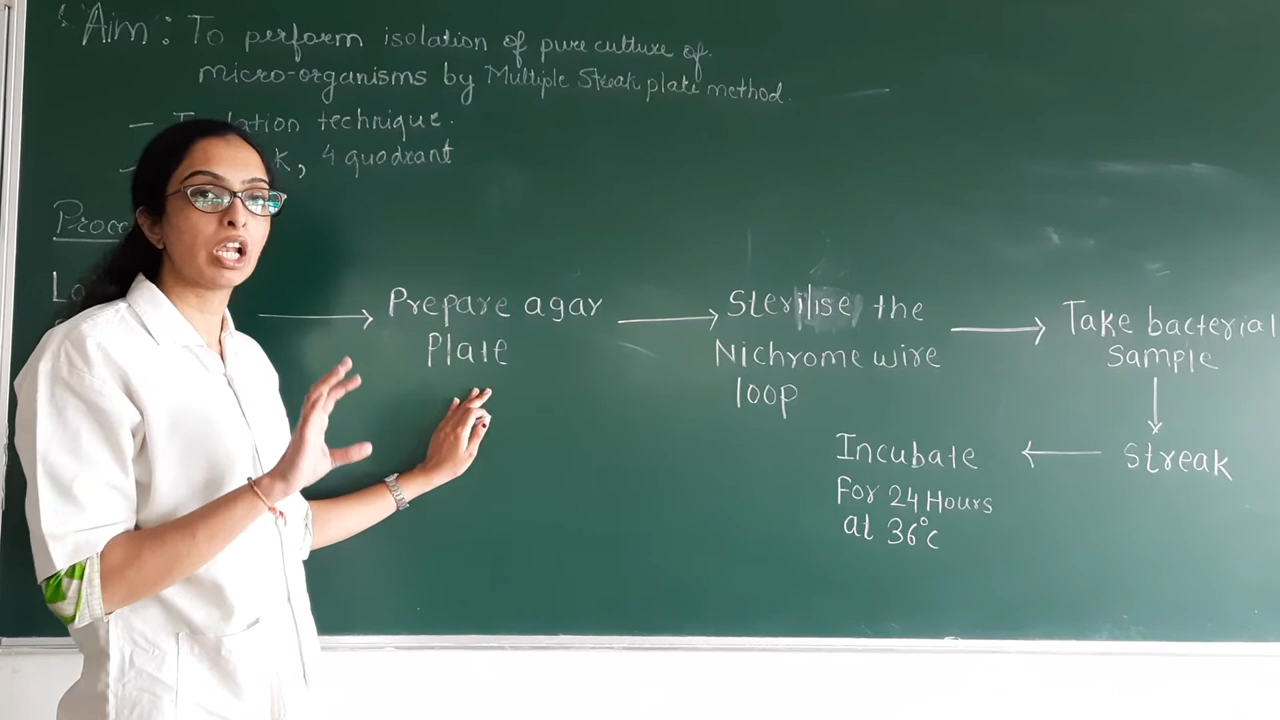 Aim: To perform isolation of pure culture of
micro-organisms by Multiple Streak plate method.
- technique.
- , 4 quadrant
Prepare agar
Plate
Sterilise the
Nichrome wire
loop
Take bacterial
Sample
Streak
Incubate
For 24 Hours
at 36°C